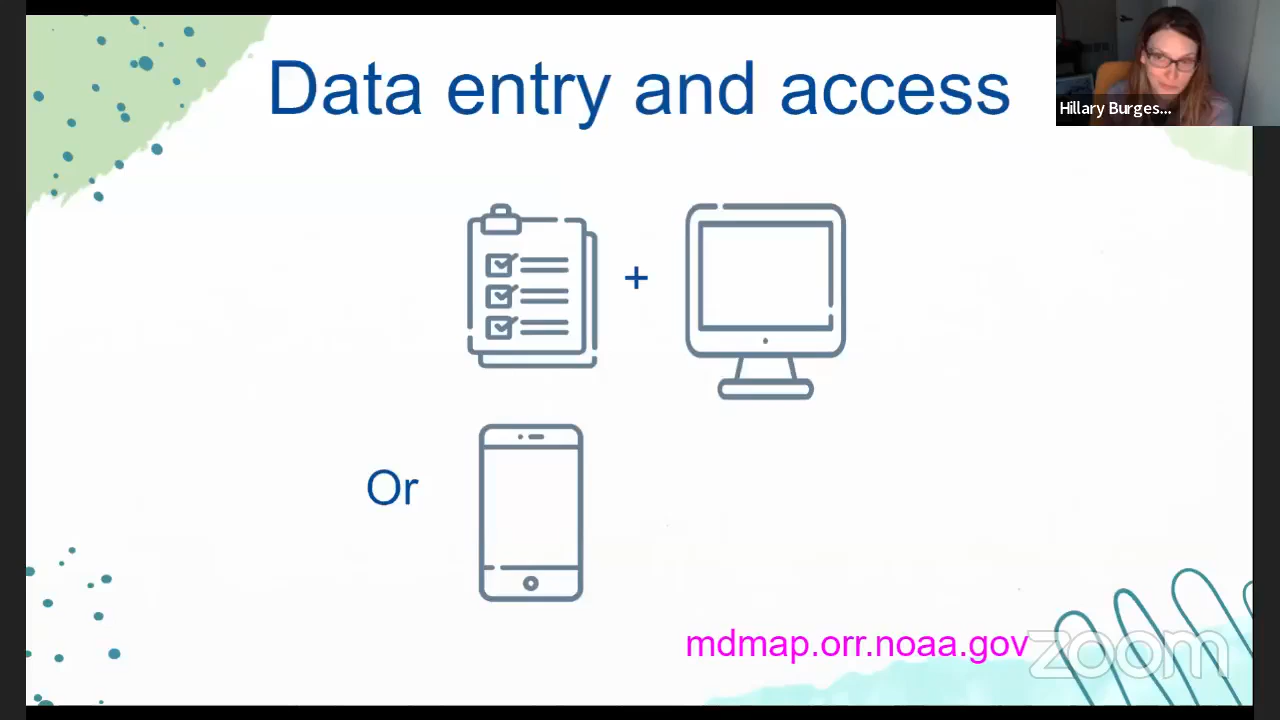 Data entry and access
Hillary Burges...
+
Or
mdmap.orr.noaa.gov
zoom